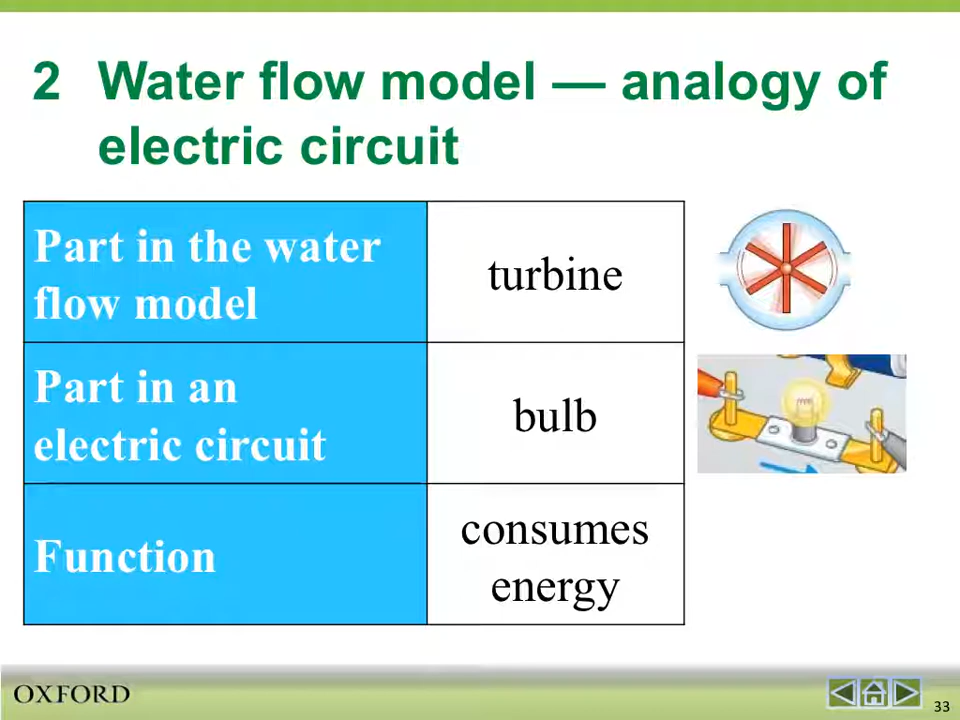 2 Water flow model — analogy of
electric circuit
Part in the water
flow model
turbine
Part in an
electric circuit
bulb
Function
consumes
energy
OXFORD
33